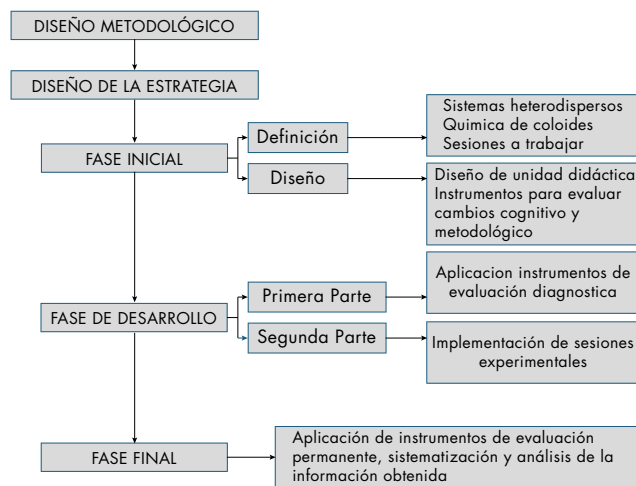 DISEÑO METODOLÓGICO
DISEÑO DE LA ESTRATEGIA
FASE INICIAL
Definición
Sistemas heterodispersos
Quimica de coloides
Sesiones a trabajar
Diseño
Diseño de unidad didáctica
Instrumentos para evaluar
cambios cognitivo y
metodológico
FASE DE DESARROLLO
Primera Parte
Aplicacion instrumentos de
evaluación diagnostica
Segunda Parte
Implementación de sesiones
experimentales
FASE FINAL
Aplicación de instrumentos de evaluación
permanente, sistematización y análisis de la
información obtenida